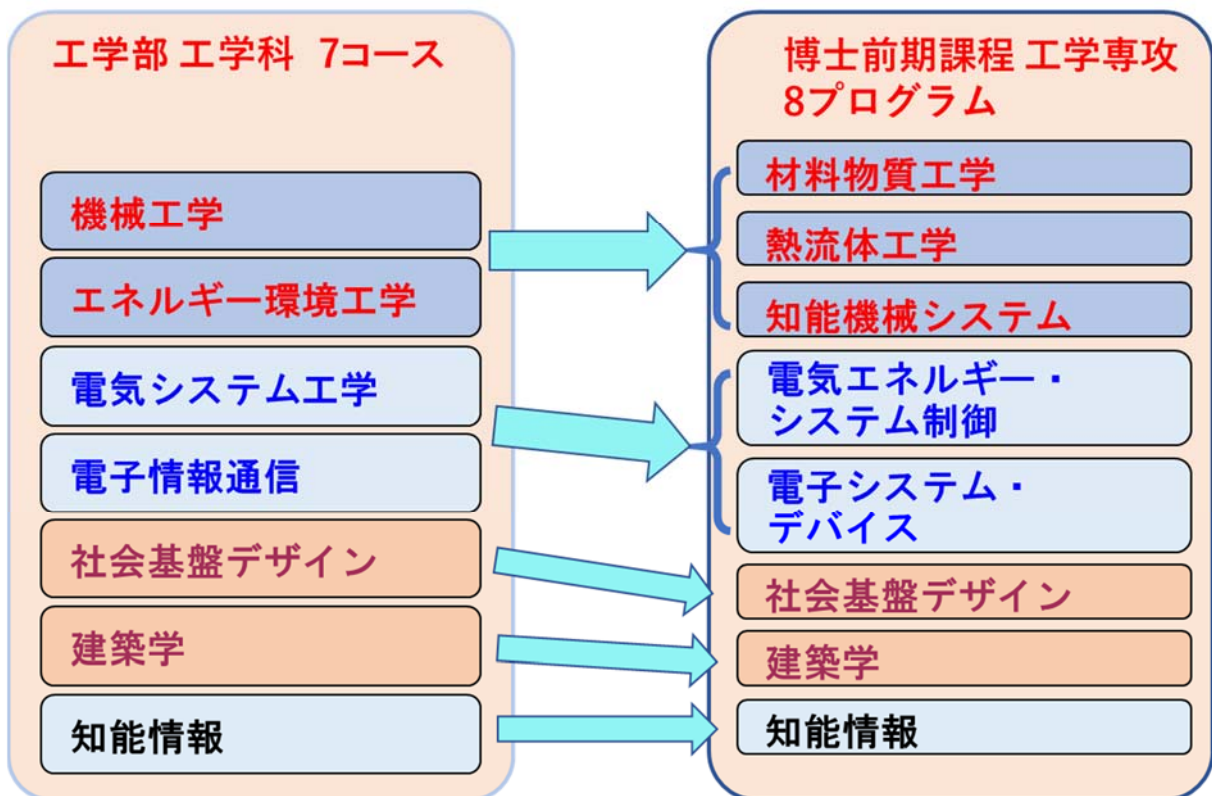 工学部 工学科 7コース
機械工学
エネルギー環境工学
電気システム工学
電子情報通信
社会基盤デザイン
建築学
知能情報
博士前期課程 工学専攻
8プログラム
材料物質工学
熱流体工学
知能機械システム
電気エネルギー・
システム制御
電子システム・
デバイス
社会基盤デザイン
建築学
知能情報